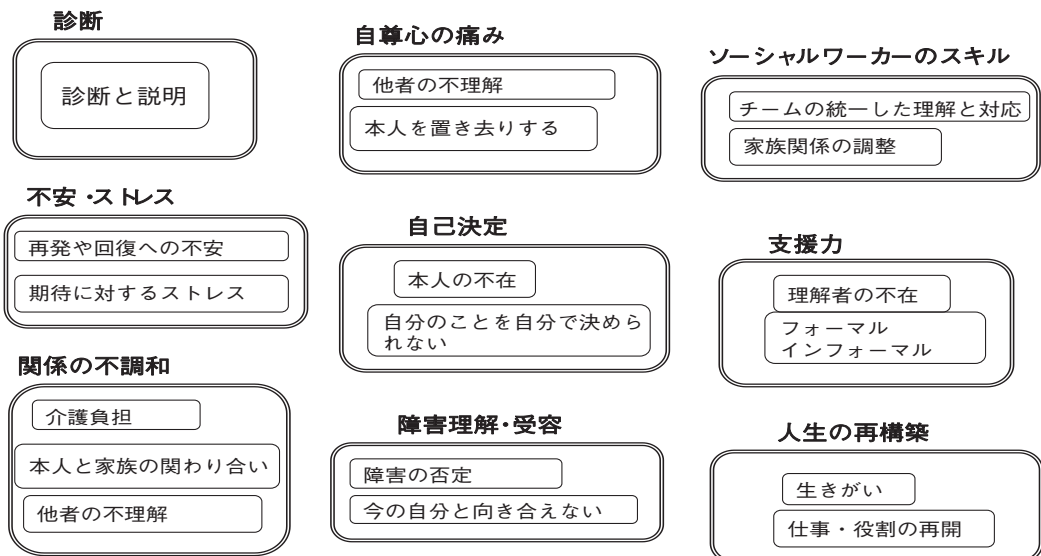 診断
診断と説明
不安・ストレス
再発や回復への不安
期待に対するストレス
関係の不調和
介護負担
本人と家族の関わり合い
他者の不理解
自尊心の痛み
他者の不理解
本人を置き去りする
自己決定
本人の不在
自分のことを自分で決めら
れない
障害理解・受容
障害の否定
今の自分と向き合えない
ソーシャルワーカーのスキル
チームの統一した理解と対応
家族関係の調整
支援力
理解者の不在
フォーマル
インフォーマル
人生の再構築
生きがい
仕事・役割の再開